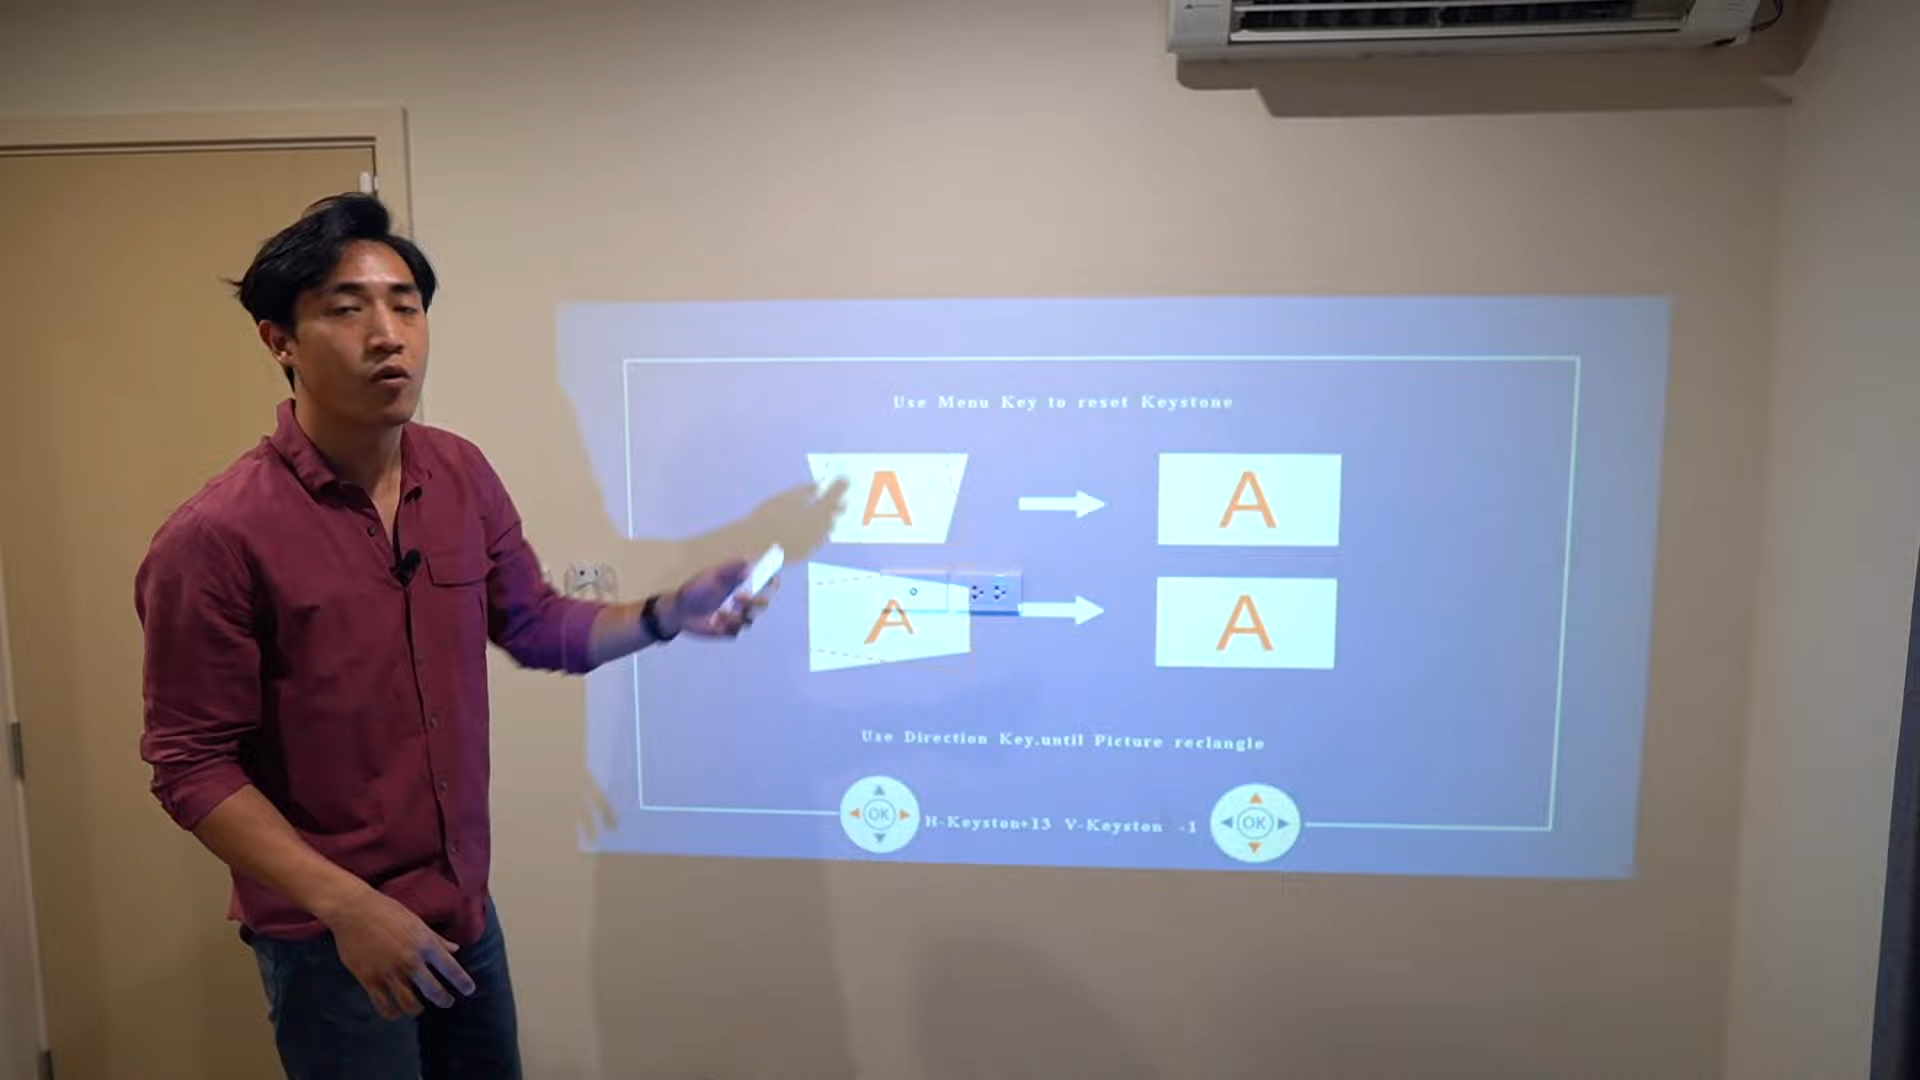 Use Menu Key to reset Keystone
A A
A A
Use Direction Key.until Picture reclangle
OK H-Keyston+13 V-Keyston -1 OK